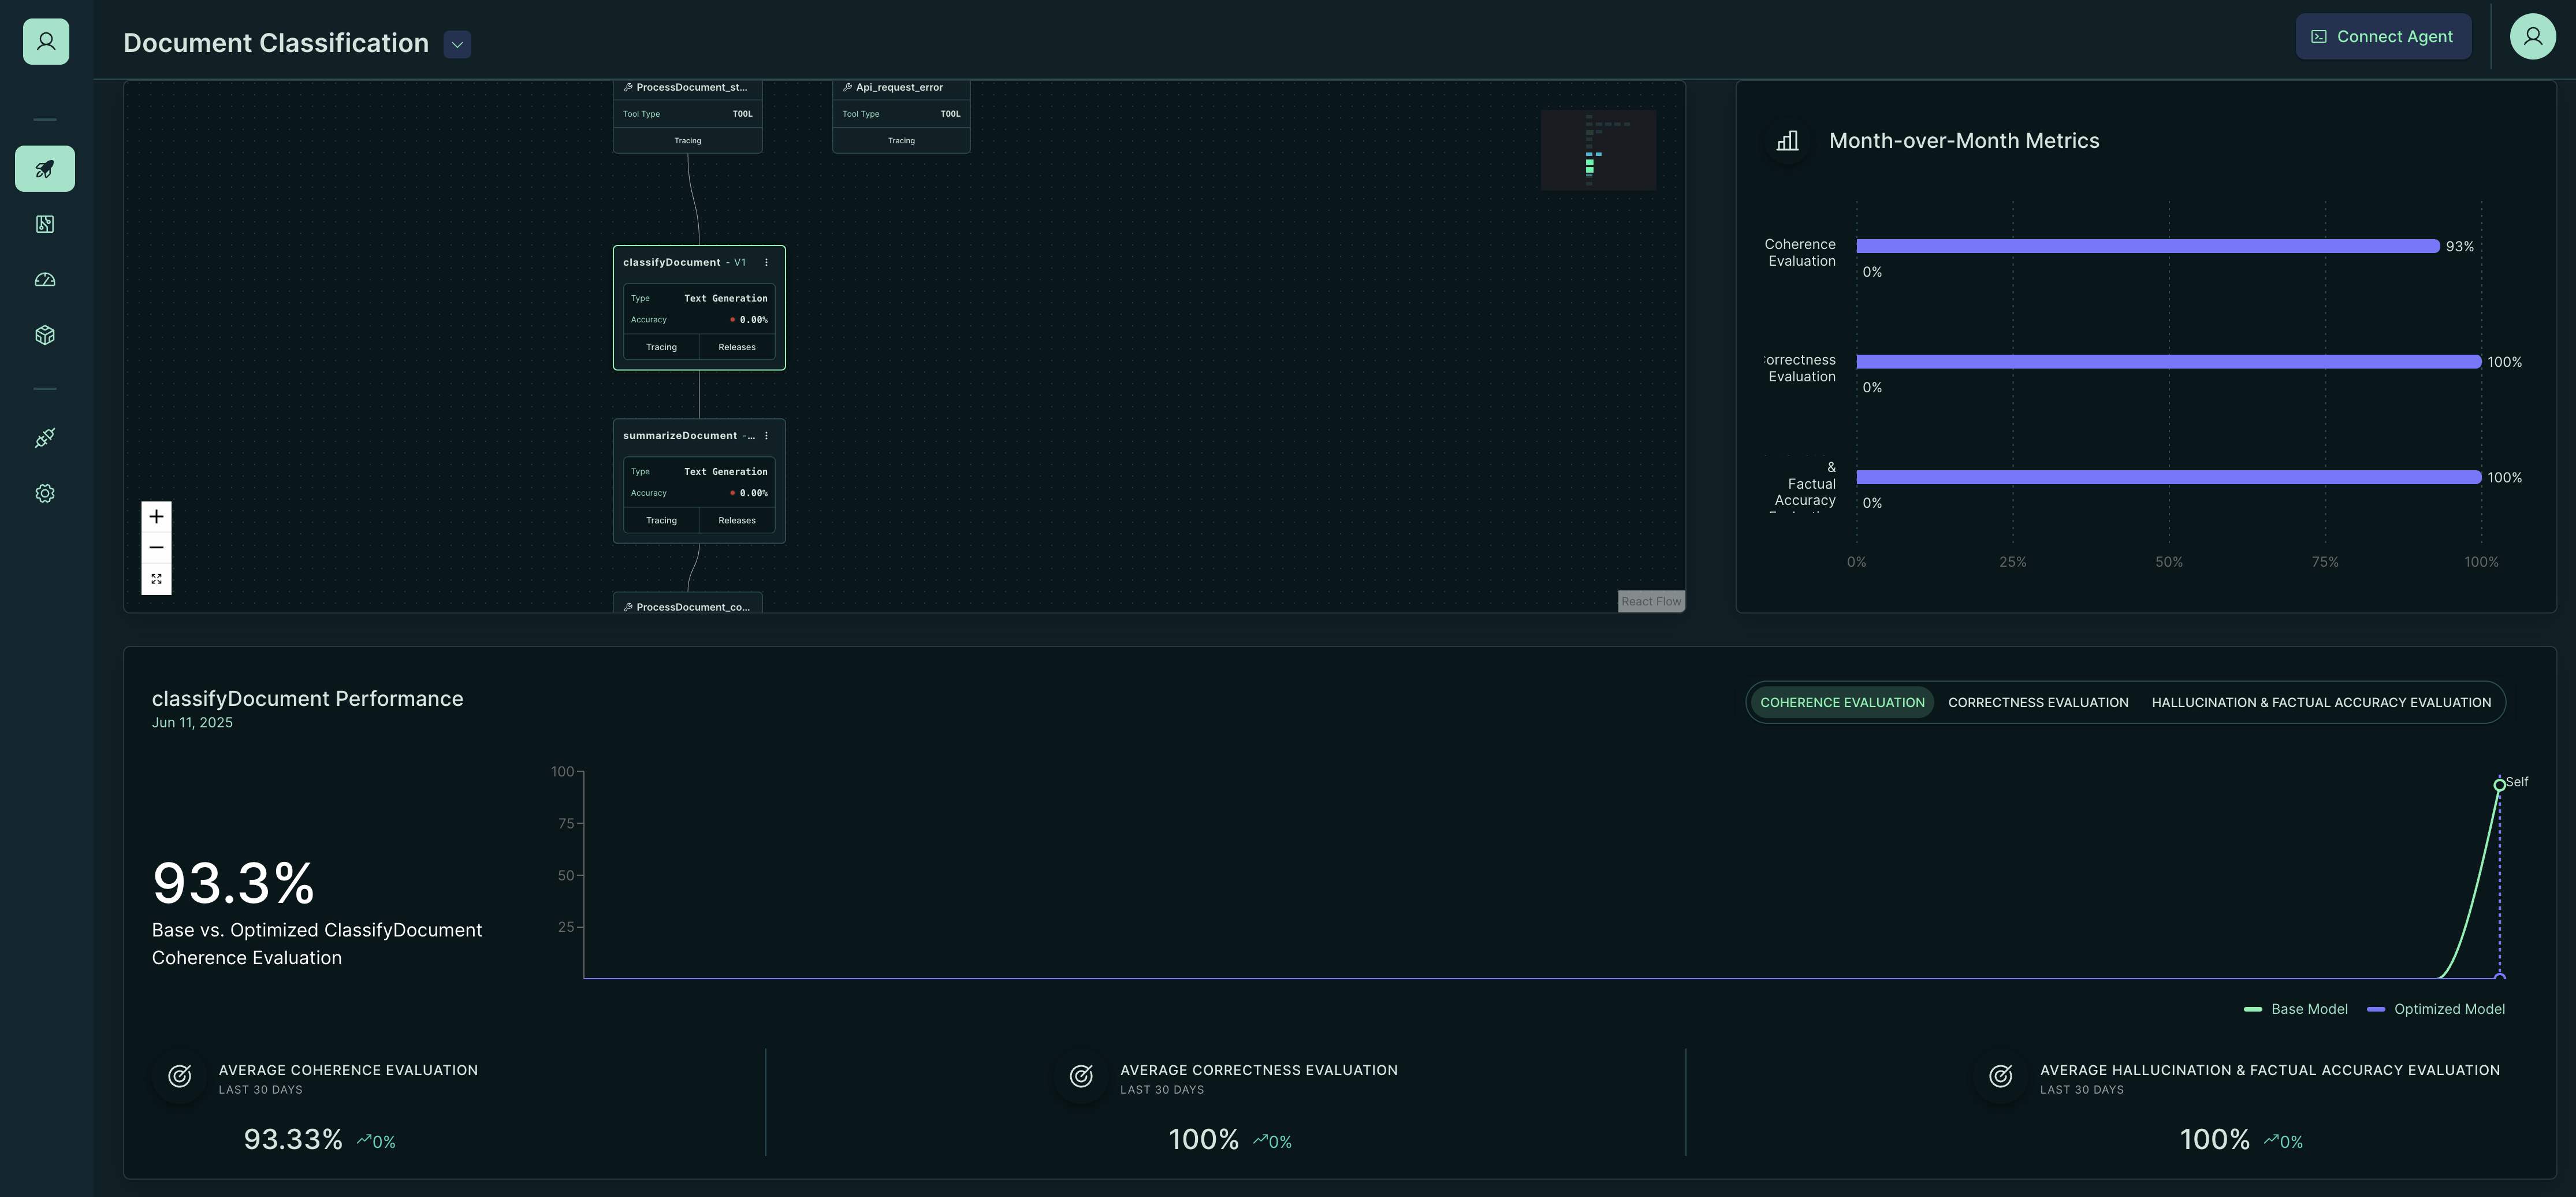 Document Classification
Connect Agent
ProcessDocument_st...
Tool Type TOOL
Tracing
Api_request_error
Tool Type TOOL
Tracing
classifyDocument - V1
Type Text Generation
Accuracy 0.00%
Tracing Releases
summarizeDocument -...
Type Text Generation
Accuracy 0.00%
Tracing Releases
ProcessDocument_co...
React Flow
Month-over-Month Metrics
Coherence
Evaluation
93%
0%
orrectness
Evaluation
100%
0%
&
Factual
Accuracy
100%
0%
0% 25% 50% 75% 100%
classifyDocument Performance
Jun 11, 2025
COHERENCE EVALUATION CORRECTNESS EVALUATION HALLUCINATION & FACTUAL ACCURACY EVALUATION
93.3%
Base vs. Optimized ClassifyDocument
Coherence Evaluation
100
75
50
25
Self
Base Model Optimized Model
AVERAGE COHERENCE EVALUATION
LAST 30 DAYS
93.33% 0%
AVERAGE CORRECTNESS EVALUATION
LAST 30 DAYS
100% 0%
AVERAGE HALLUCINATION & FACTUAL ACCURACY EVALUATION
LAST 30 DAYS
100% 0%